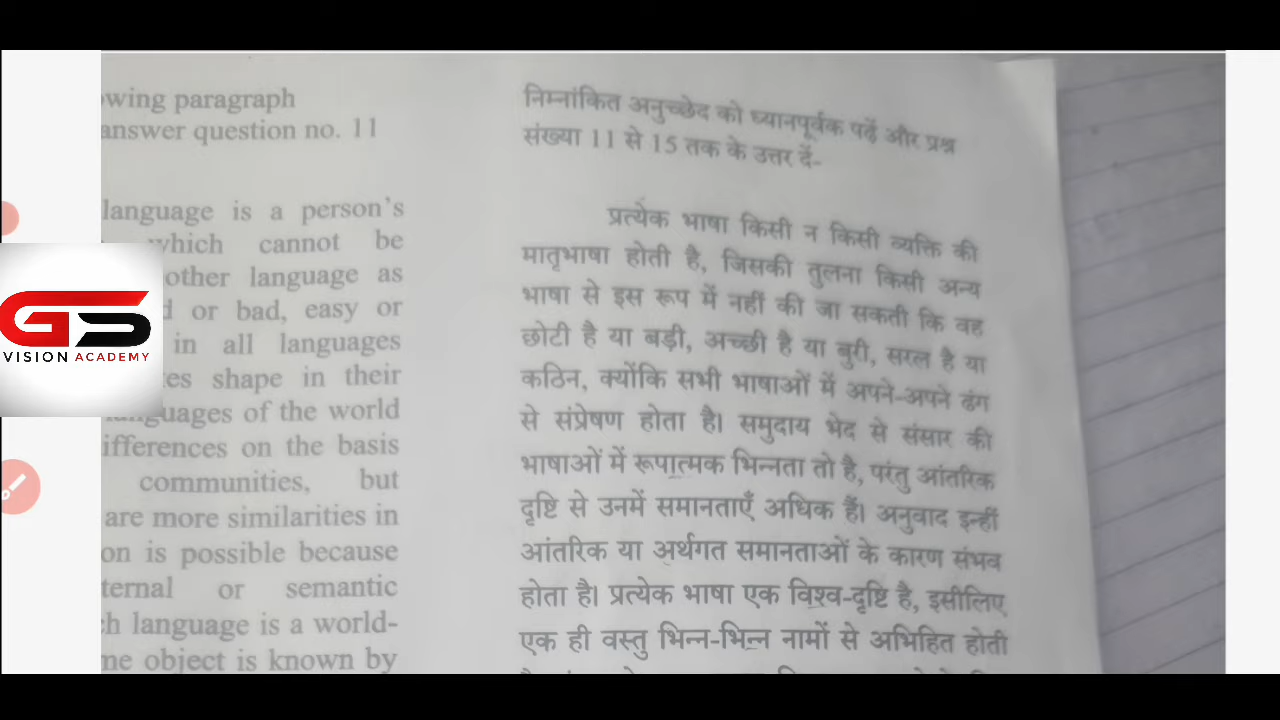 owing paragraph
answer question no. 11
language is a person's
which cannot be
other language as
or bad, easy or
in all languages
es shape in their
anguages of the world
ifferences on the basis
communities, but
are more similarities in
on is possible because
ternal or semantic
h language is a world-
me object is known by
GS
VISION ACADEMY
निम्नांकित अनुच्छेद को ध्यानपूर्वक पढ़ें और प्रश्न
संख्या 11 से 15 तक के उत्तर दें-
प्रत्येक भाषा किसी न किसी व्यक्ति की
मातृभाषा होती है, जिसकी तुलना किसी अन्य
भाषा से इस रूप में नहीं की जा सकती कि वह
छोटी है या बड़ी, अच्छी है या बुरी, सरल है या
कठिन, क्योंकि सभी भाषाओं में अपने-अपने ढंग
से संप्रेषण होता है। समुदाय भेद से संसार की
भाषाओं में रूपात्मक भिन्नता तो है, परंतु आंतरिक
दृष्टि से उनमें समानताएँ अधिक हैं। अनुवाद इन्हीं
आंतरिक या अर्थगत समानताओं के कारण संभव
होता है। प्रत्येक भाषा एक विश्व-दृष्टि है, इसीलिए
एक ही वस्तु भिन्न-भिन्न नामों से अभिहित होती